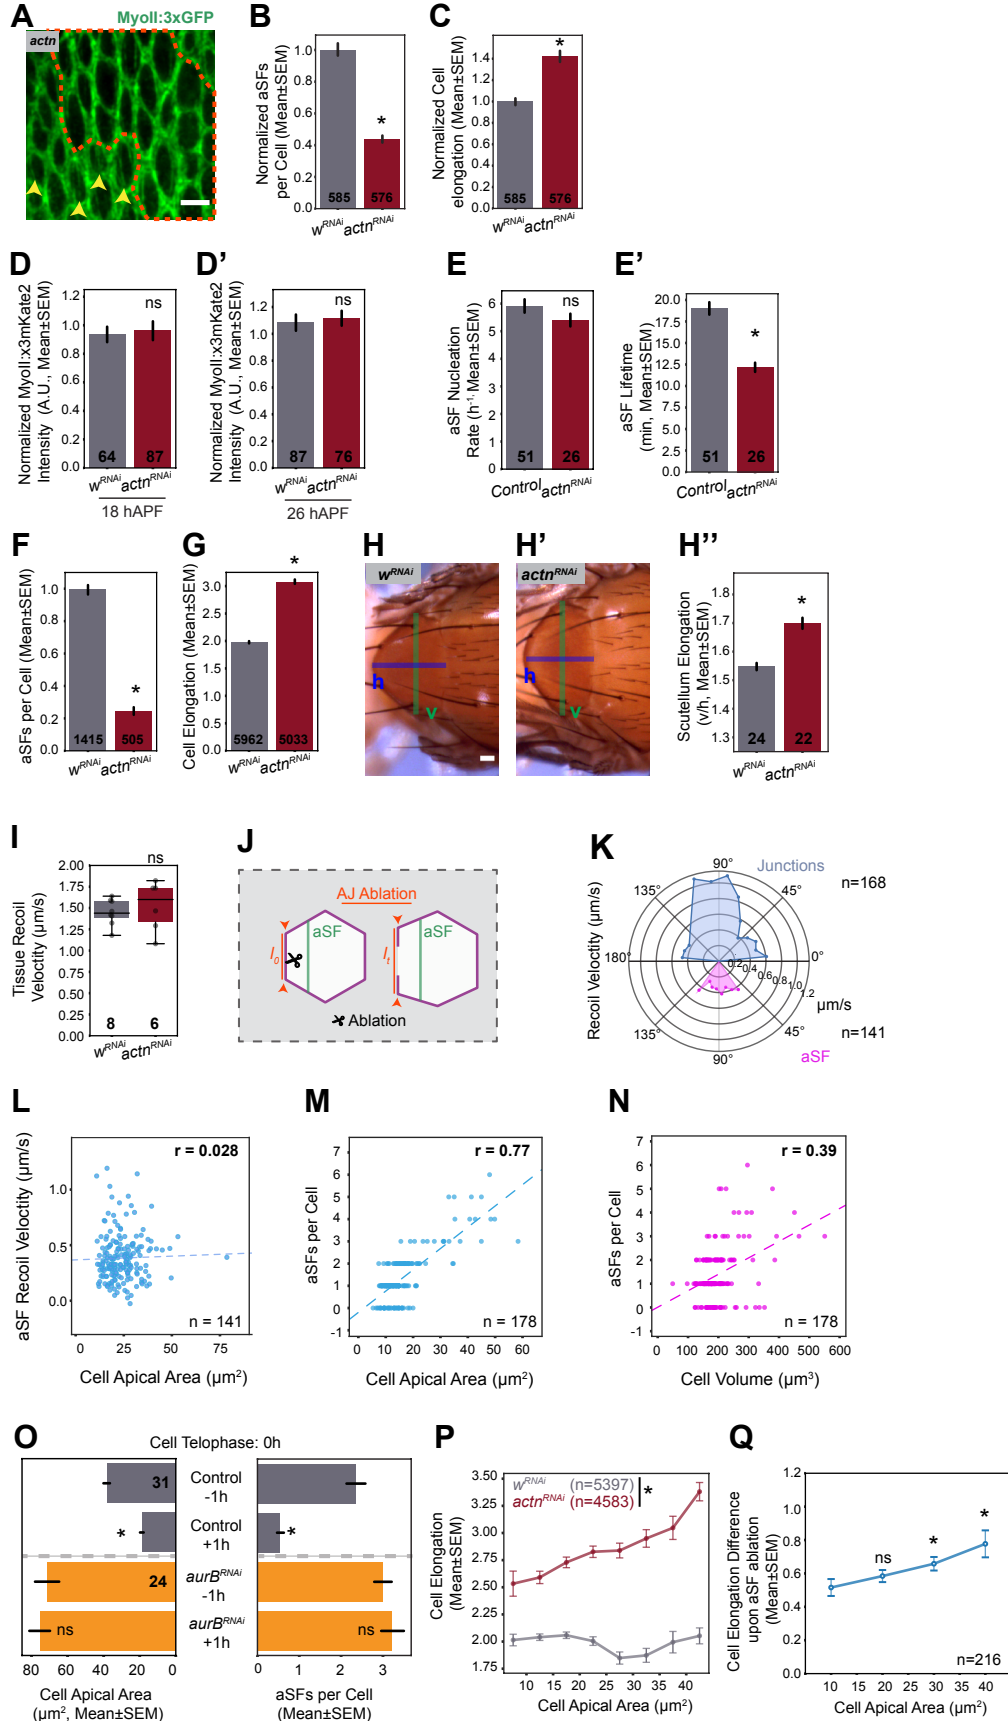 A
MyoII:3xGFP
actn
B
Normalized aSFs
per Cell (Mean±SEM)
1.0
0.8
0.6
0.4
0.2
0.0
*
585
576
wRNAi actnRNAi
C
Normalized Cell
elongation (Mean±SEM)
1.4
1.2
1.0
0.8
0.6
0.4
0.2
0.0
*
585
576
wRNAi actnRNAi
D
Normalized MyoII:x3mKate2
Intensity (A.U., Mean±SEM)
1.2
1.0
0.8
0.6
0.4
0.2
0.0
ns
64
87
wRNAi actnRNAi
18 hAPF
D'
Normalized MyoII:x3mKate2
Intensity (A.U., Mean±SEM)
1.2
1.0
0.8
0.6
0.4
0.2
0.0
ns
87
76
wRNAi actnRNAi
26 hAPF
E
aSF Nucleation
Rate (h-1, Mean±SEM)
6
5
4
3
2
1
0
ns
51
26
Control actnRNAi
E'
aSF Lifetime
(min, Mean±SEM)
20.0
17.5
15.0
12.5
10.0
7.5
5.0
2.5
0.0
*
51
26
Control actnRNAi
F
aSFs per Cell (Mean±SEM)
1.0
0.8
0.6
0.4
0.2
0.0
*
1415
505
wRNAi actnRNAi
G
Cell Elongation (Mean±SEM)
3.0
2.0
1.0
5.0
0.0
*
5962
5033
wRNAi actnRNAi
H
wRNAi
h
v
H'
actnRNAi
h
v
H''
Scutellum Elongation
(v/h, Mean±SEM)
1.8
1.7
1.6
1.5
1.4
1.3
*
24
22
wRNAi actnRNAi
I
Tissue Recoil
Veloctity (µm/s)
2.00
1.75
1.50
1.25
1.00
0.75
0.50
0.25
0.00
ns
8
6
wRNAi actnRNAi
J
AJ Ablation
aSF
aSF
l0
lt
Ablation
K
Recoil Veloctity (µm/s)
90°
Junctions
135°
45°
n=168
180°
0°
0.2
0.4
0.6
0.8
1.0
1.2
µm/s
135°
45°
n=141
90°
aSF
L
aSF Recoil Veloctity (µm/s)
r = 0.028
1.0
0.5
0.0
n = 141
0 25 50 75
Cell Apical Area (µm2)
M
aSFs per Cell
r = 0.77
7
6
5
4
3
2
1
0
-1
n = 178
0 10 20 30 40 50 60
Cell Apical Area (µm2)
N
aSFs per Cell
r = 0.39
7
6
5
4
3
2
1
0
-1
n = 178
0 100 200 300 400 500 600
Cell Volume (µm3)
O
Cell Telophase: 0h
31
Control
-1h
*
Control
+1h
*
24
aurBRNAi
-1h
ns
aurBRNAi
+1h
ns
80 60 40 20 0
Cell Apical Area
(µm2, Mean±SEM)
0 1 2 3
aSFs per Cell
(Mean±SEM)
P
Cell Elongation
(Mean±SEM)
3.50
3.25
3.00
2.75
2.50
2.25
2.00
1.75
wRNAi (n=5397)
actnRNAi (n=4583)
*
10 15 20 25 30 35 40
Cell Apical Area (µm2)
Q
Cell Elongation Difference
upon aSF ablation
(Mean±SEM)
1.2
1.0
0.8
0.6
0.4
0.2
0.0
ns
*
*
n=216
10 15 20 25 30 35 40
Cell Apical Area (µm2)